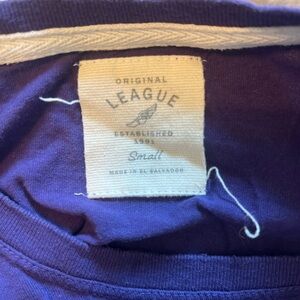 ORIGINAL
LEAGUE
ESTABLISHED
1991
Small
MADE IN EL SALVADOR